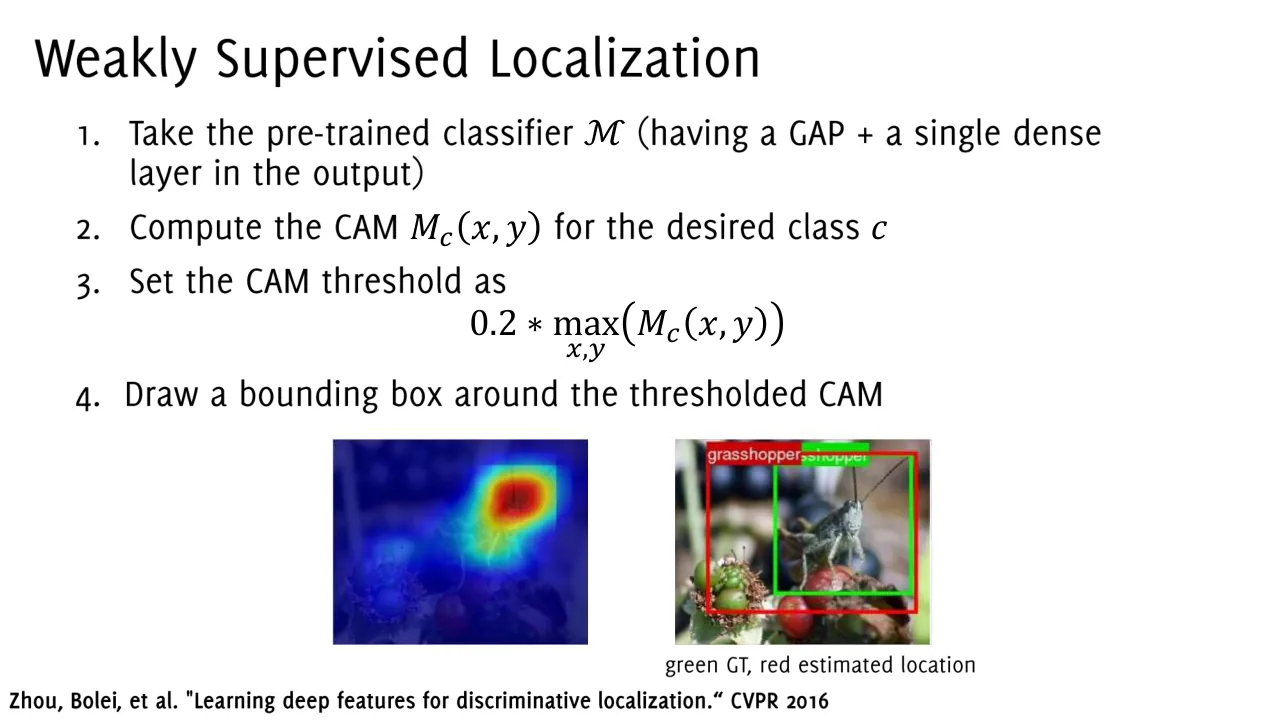 Weakly Supervised Localization
1. Take the pre-trained classifier ℳ (having a GAP + a single dense
layer in the output)
2. Compute the CAM M_c(x, y) for the desired class c
3. Set the CAM threshold as
0.2 * max_{x,y}(M_c(x, y))
4. Draw a bounding box around the thresholded CAM
grasshopper sshopper
green GT, red estimated location
Zhou, Bolei, et al. "Learning deep features for discriminative localization.“ CVPR 2016